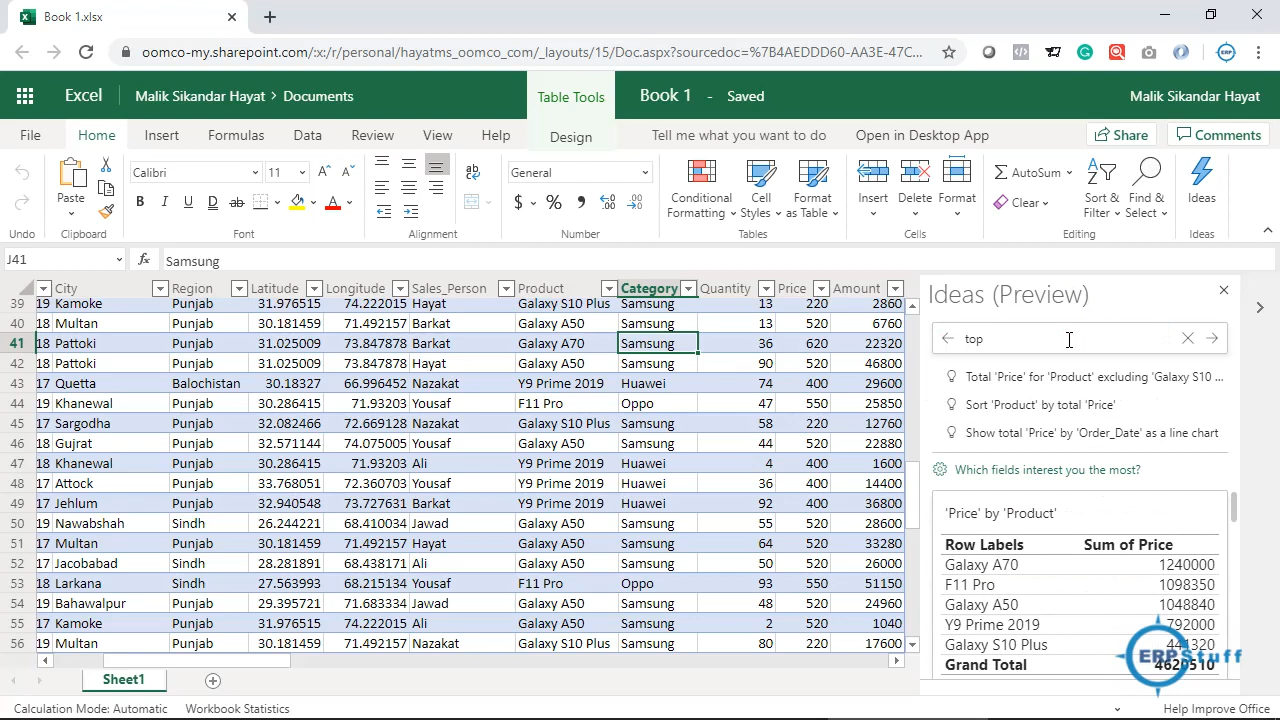 Book 1.xlsx
oomco-my.sharepoint.com/:x:/r/personal/hayatms_oomco_com/_layouts/15/Doc.aspx?sourcedoc=%7B4AEDDD60-AA3E-47C...
Excel Malik Sikandar Hayat > Documents Table Tools Book 1 - Saved Malik Sikandar Hayat
File Home Insert Formulas Data Review View Help Design Tell me what you want to do Open in Desktop App Share Comments
Calibri 11 General AutoSum
Paste B I U D ab A $ % Conditional Formatting Cell Styles Format as Table Insert Delete Format Clear Sort & Filter Find & Select Ideas
Undo Clipboard Font Alignment Number Tables Cells Editing Ideas
J41 fx Samsung
City Region Latitude Longitude Sales_Person Product Category Quantity Price Amount
39 19 Kamoke Punjab 31.976515 74.222015 Hayat Galaxy S10 Plus Samsung 13 220 2860
40 18 Multan Punjab 30.181459 71.492157 Barkat Galaxy A50 Samsung 13 520 6760
41 18 Pattoki Punjab 31.025009 73.847878 Barkat Galaxy A70 Samsung 36 620 22320
42 18 Pattoki Punjab 31.025009 73.847878 Hayat Galaxy A50 Samsung 90 520 46800
43 17 Quetta Balochistan 30.18327 66.996452 Nazakat Y9 Prime 2019 Huawei 74 400 29600
44 19 Khanewal Punjab 30.286415 71.93203 Yousaf F11 Pro Oppo 47 550 25850
45 17 Sargodha Punjab 32.082466 72.669128 Nazakat Galaxy S10 Plus Samsung 58 220 12760
46 18 Gujrat Punjab 32.571144 74.075005 Yousaf Galaxy A50 Samsung 44 520 22880
47 18 Khanewal Punjab 30.286415 71.93203 Ali Y9 Prime 2019 Huawei 4 400 1600
48 17 Attock Punjab 33.768051 72.360703 Yousaf Y9 Prime 2019 Huawei 36 400 14400
49 17 Jehlum Punjab 32.940548 73.727631 Barkat Y9 Prime 2019 Huawei 92 400 36800
50 19 Nawabshah Sindh 26.244221 68.410034 Jawad Galaxy A50 Samsung 55 520 28600
51 17 Multan Punjab 30.181459 71.492157 Hayat Galaxy A50 Samsung 64 520 33280
52 17 Jacobabad Sindh 28.281891 68.438171 Ali Galaxy A50 Samsung 50 520 26000
53 18 Larkana Sindh 27.563993 68.215134 Yousaf F11 Pro Oppo 93 550 51150
54 19 Bahawalpur Punjab 29.395721 71.683334 Jawad Galaxy A50 Samsung 48 520 24960
55 17 Kamoke Punjab 31.976515 74.222015 Ali Galaxy A50 Samsung 2 520 1040
56 19 Multan Punjab 30.181459 71.492157 Nazakat Galaxy S10 Plus Samsung 80 220 17600
Ideas (Preview)
top
Total 'Price' for 'Product' excluding 'Galaxy S10 ...
Sort 'Product' by total 'Price'
Show total 'Price' by 'Order_Date' as a line chart
Which fields interest you the most?
'Price' by 'Product'
Row Labels Sum of Price
Galaxy A70 1240000
F11 Pro 1098350
Galaxy A50 1048840
Y9 Prime 2019 792000
Galaxy S10 Plus 441320
Grand Total 4620510
ERPStuff
Sheet1
Calculation Mode: Automatic Workbook Statistics Help Improve Office